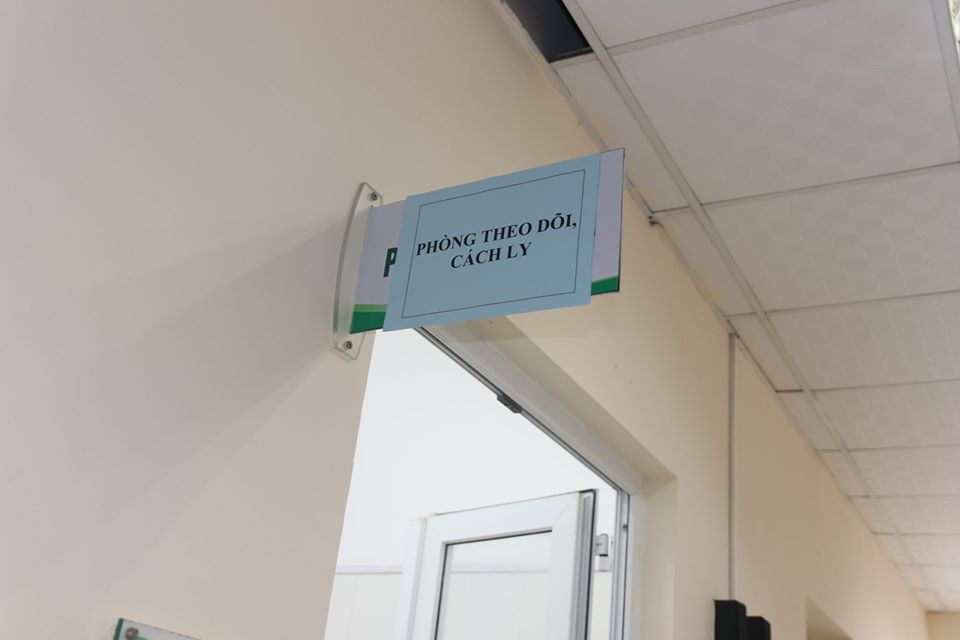 PHÒNG THEO DÕI,
CÁCH LY